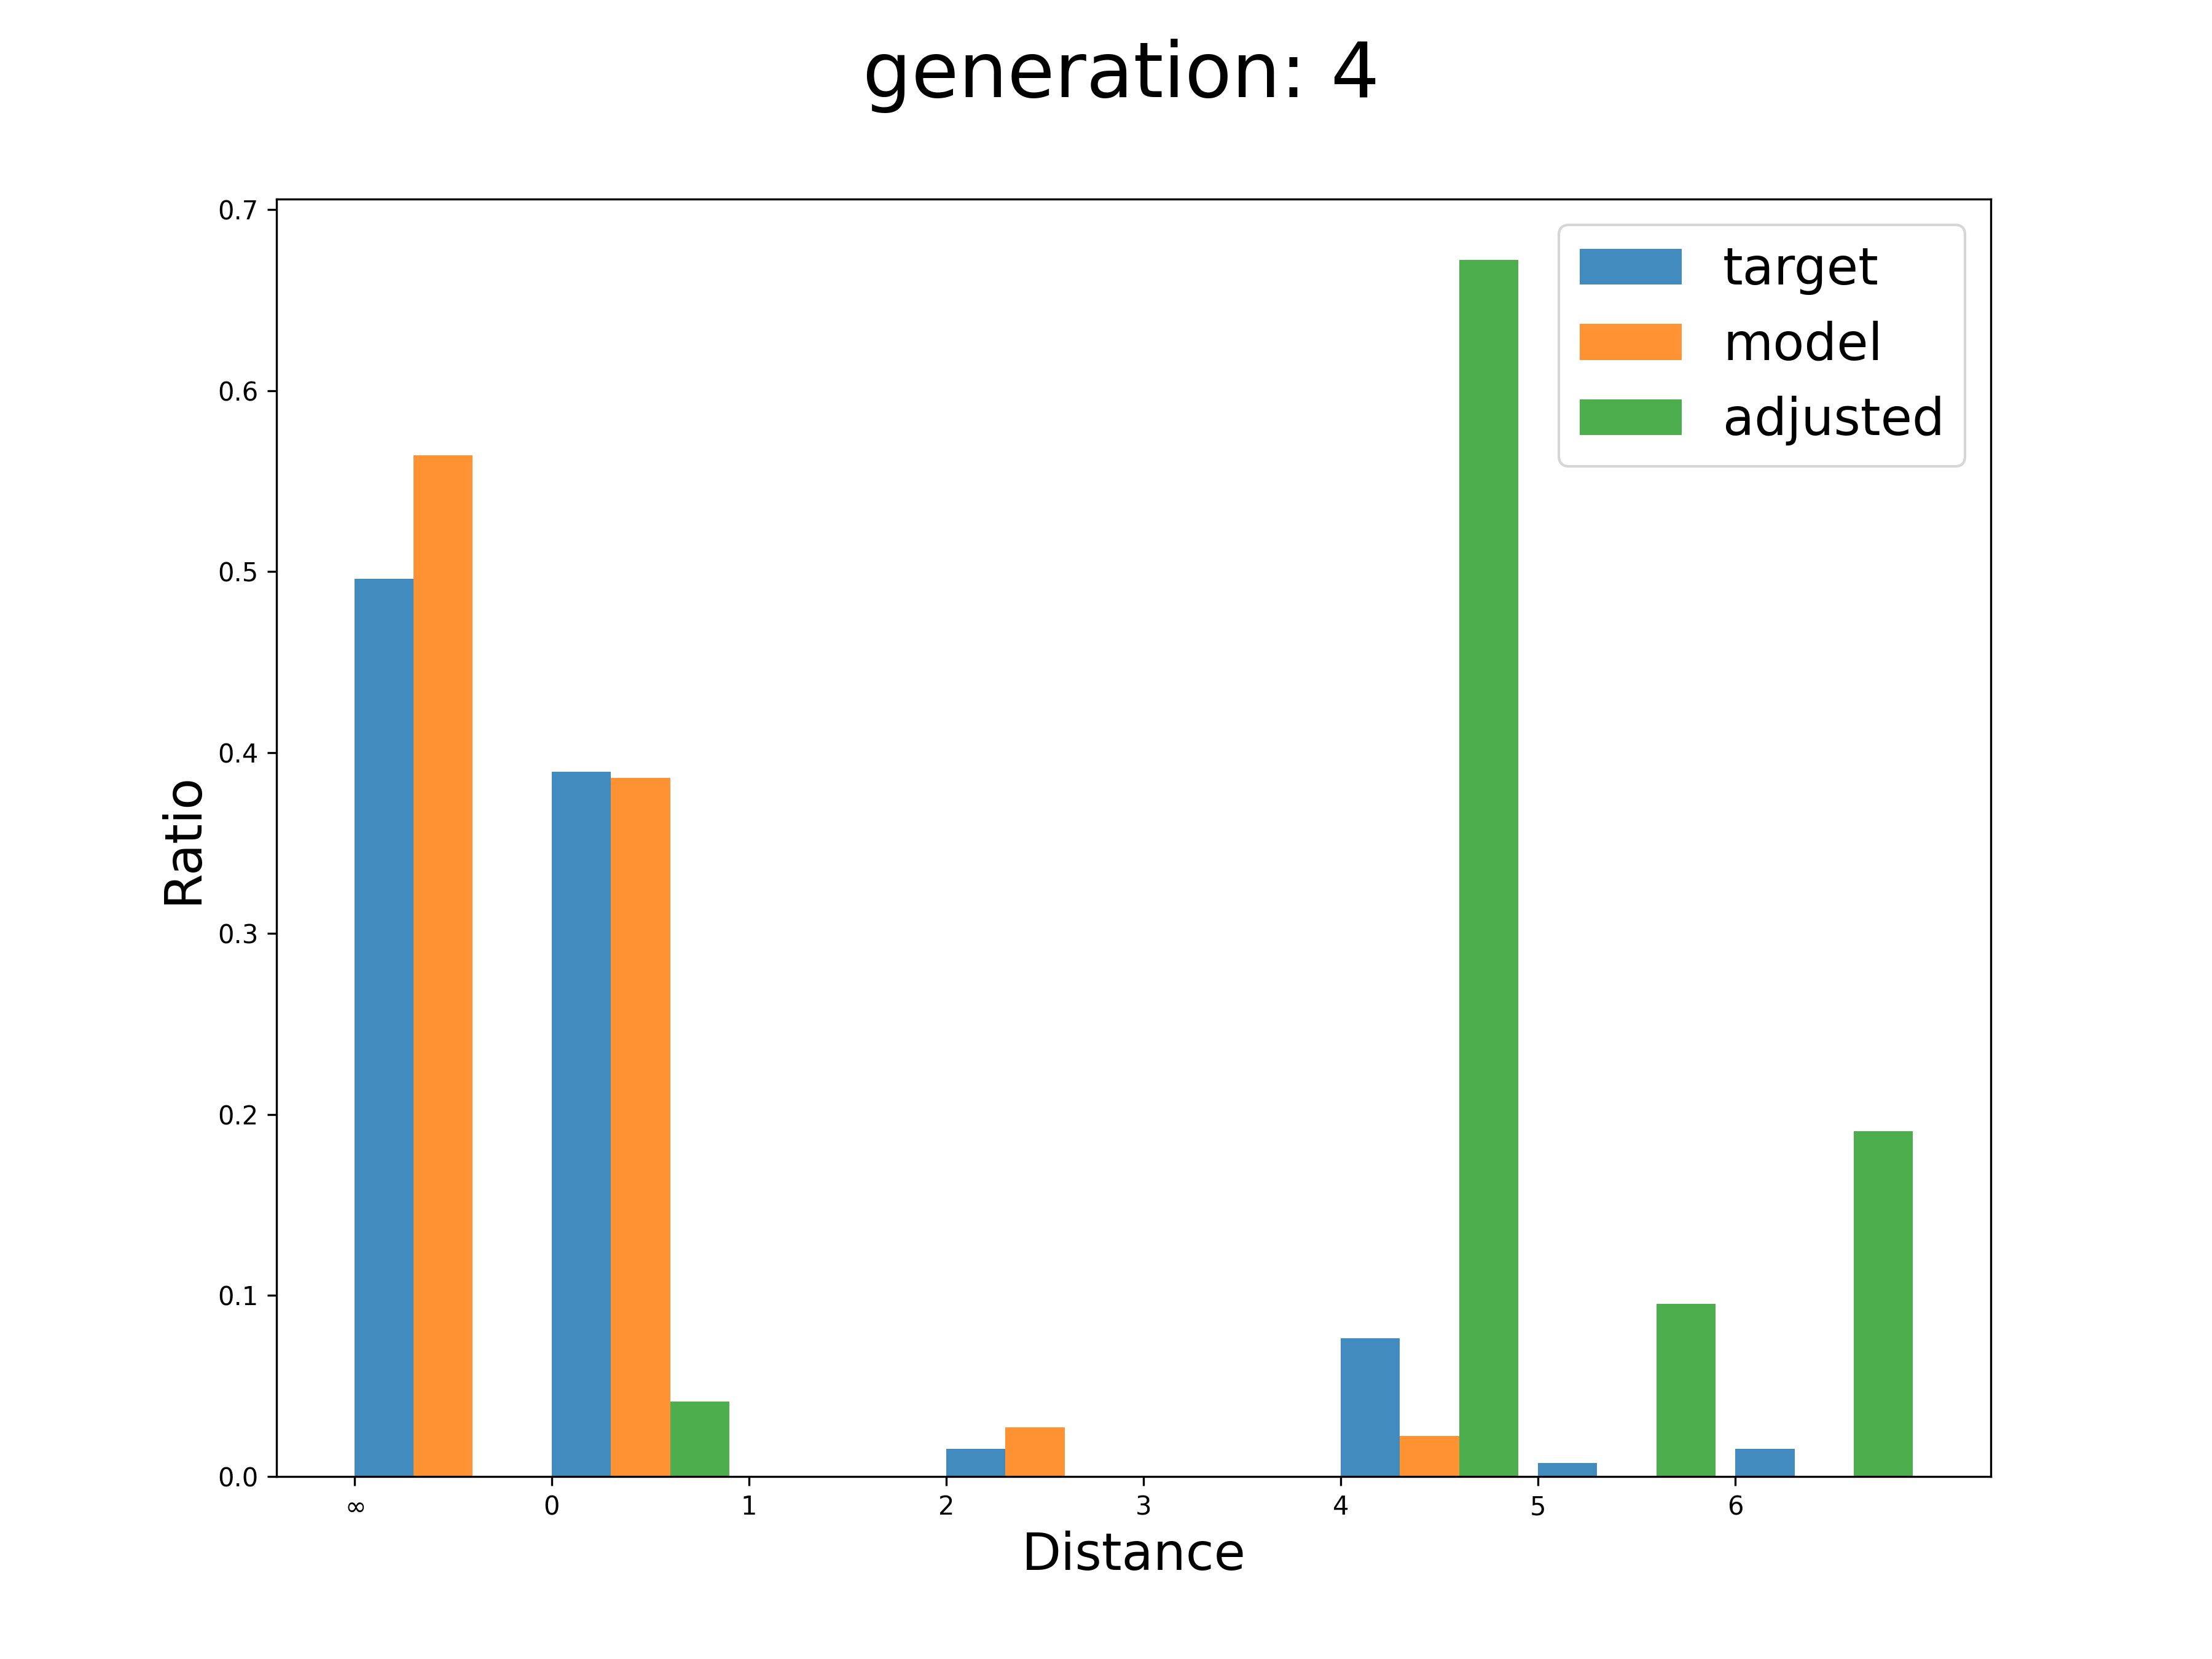 generation: 4
target
model
adjusted
0.7
0.6
0.5
0.4
0.3
0.2
0.1
0.0
Ratio
∞ 0 1 2 3 4 5 6
Distance